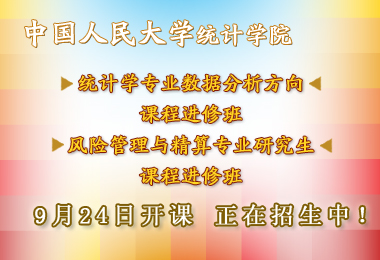 中国人民大学统计学院
统计学专业数据分析方向
课程进修班
风险管理与精算专业研究生
课程进修班
9月24日开课 正在招生中！